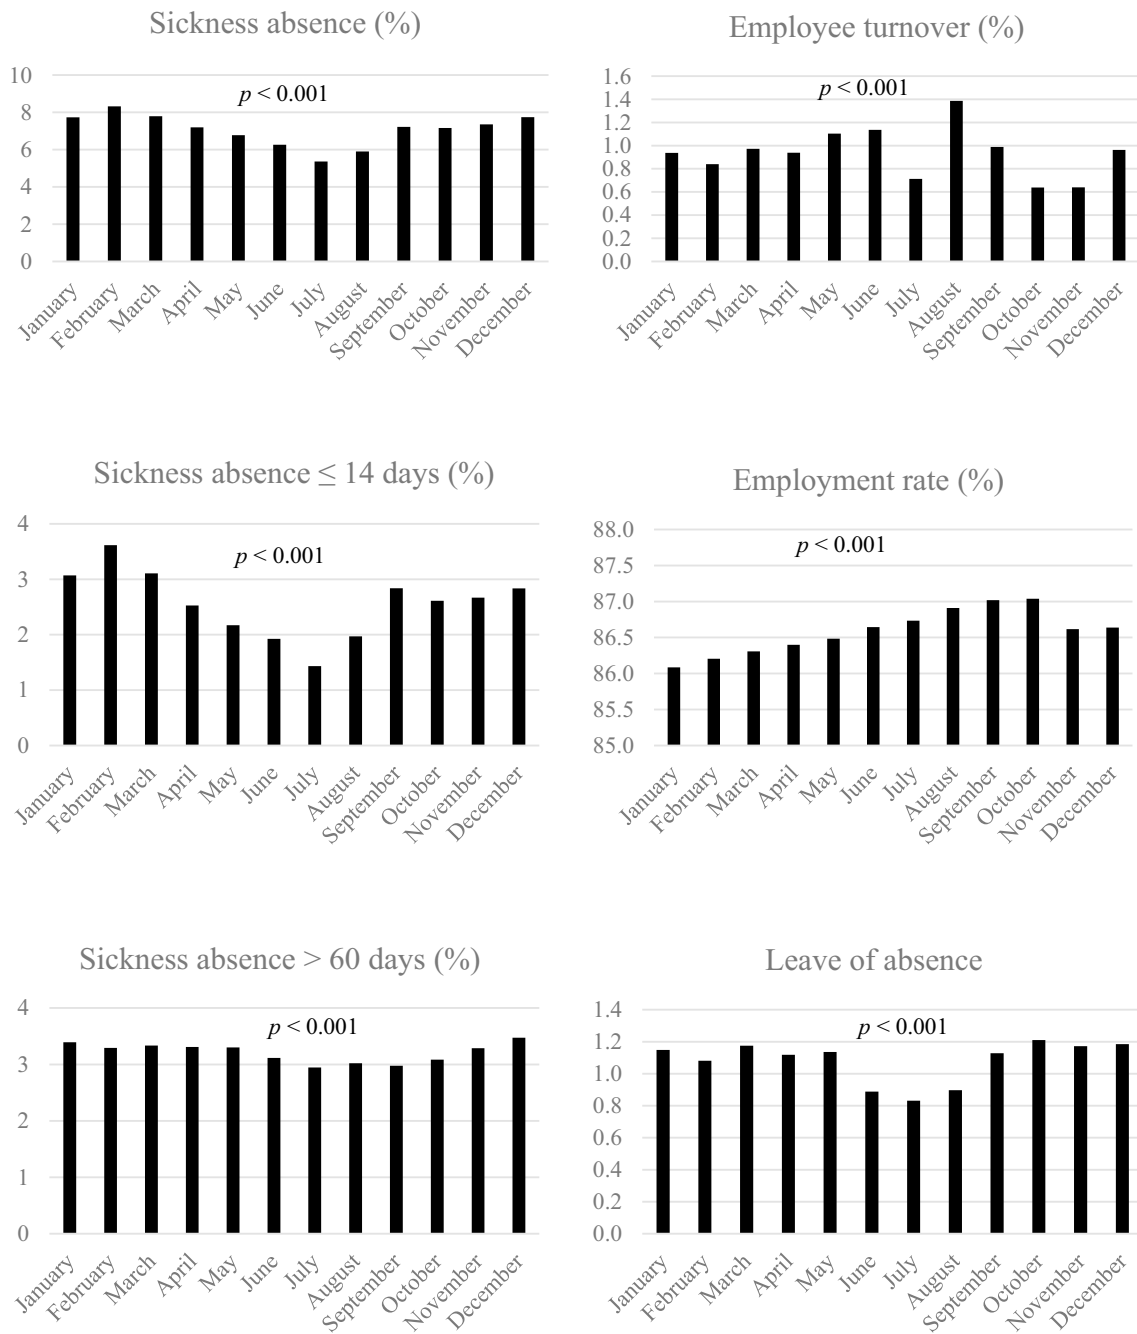 Sickness absence (%)
10
8
6
4
2
0
p < 0.001
January
February
March
April
May
June
July
August
September
October
November
December
Employee turnover (%)
1.6
1.4
1.2
1.0
0.8
0.6
0.4
0.2
0.0
p < 0.001
January
February
March
April
May
June
July
August
September
October
November
December
Sickness absence ≤ 14 days (%)
4
3
2
1
0
p < 0.001
January
February
March
April
May
June
July
August
September
October
November
December
Employment rate (%)
88.0
87.5
87.0
86.5
86.0
85.5
85.0
p < 0.001
January
February
March
April
May
June
July
August
September
October
November
December
Sickness absence > 60 days (%)
4
3
2
1
0
p < 0.001
January
February
March
April
May
June
July
August
September
October
November
December
Leave of absence
1.4
1.2
1.0
0.8
0.6
0.4
0.2
0.0
p < 0.001
January
February
March
April
May
June
July
August
September
October
November
December